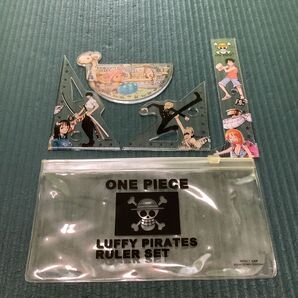 ONE PIECE
LUFFY PIRATES
RULER SET